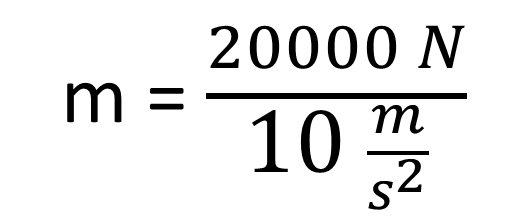 m = 20000 N / 10 m/s²